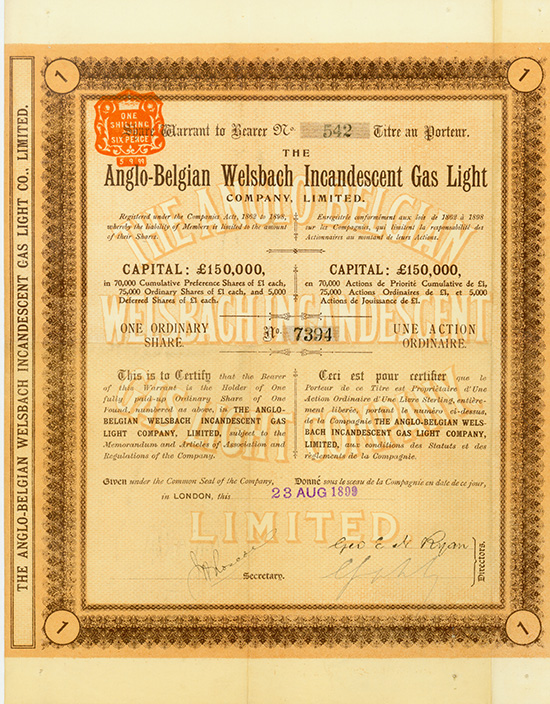 1
1
ONE
SHILLING
SIX PENCE
5 9 99
Share Warrant to Bearer No 542 Titre au Porteur.
THE
Anglo-Belgian Welsbach Incandescent Gas Light
COMPANY, LIMITED.
Registered under the Companies Acts, 1862 to 1898,
whereby the liability of Members is limited to the amount
of their Shares.
Enregistrée conformément aux lois de 1862 à 1898
sur les Compagnies, qui limitent la responsabilité des
Actionnaires au montant de leurs Actions.
CAPITAL: £150,000,
in 70,000 Cumulative Preference Shares of £1 each,
75,000 Ordinary Shares of £1 each, and 5,000
Deferred Shares of £1 each.
CAPITAL: £150,000,
en 70,000 Actions de Priorité Cumulative de £1,
75,000 Actions Ordinaires de £1, et 5,000
Actions de Jouissance de £1.
ONE ORDINARY
SHARE.
No. 7394
UNE ACTION
ORDINAIRE.
This is to Certify that the Bearer
of this Warrant is the Holder of One
fully paid-up Ordinary Share of One
Pound, numbered as above, in THE ANGLO-
BELGIAN WELSBACH INCANDESCENT GAS
LIGHT COMPANY, LIMITED, subject to the
Memorandum and Articles of Association and
Regulations of the Company.
Ceci est pour certifier que le
Porteur de ce Titre est Propriétaire d'Une
Action Ordinaire d'Une Livre Sterling, entière-
ment libérée, portant le numéro ci-dessus,
de la Compagnie THE ANGLO-BELGIAN WELS-
BACH INCANDESCENT GAS LIGHT COMPANY,
LIMITED, aux conditions des Statuts et des
règlements de la Compagnie.
Given under the Common Seal of the Company,
Donné sous le sceau de la Compagnie en date de ce jour,
in LONDON, this 23 AUG 1899
LIMITED
Geo E M Ryan
Secretary.
Directors.
THE ANGLO-BELGIAN WELSBACH INCANDESCENT GAS LIGHT CO. LIMITED.
1
1